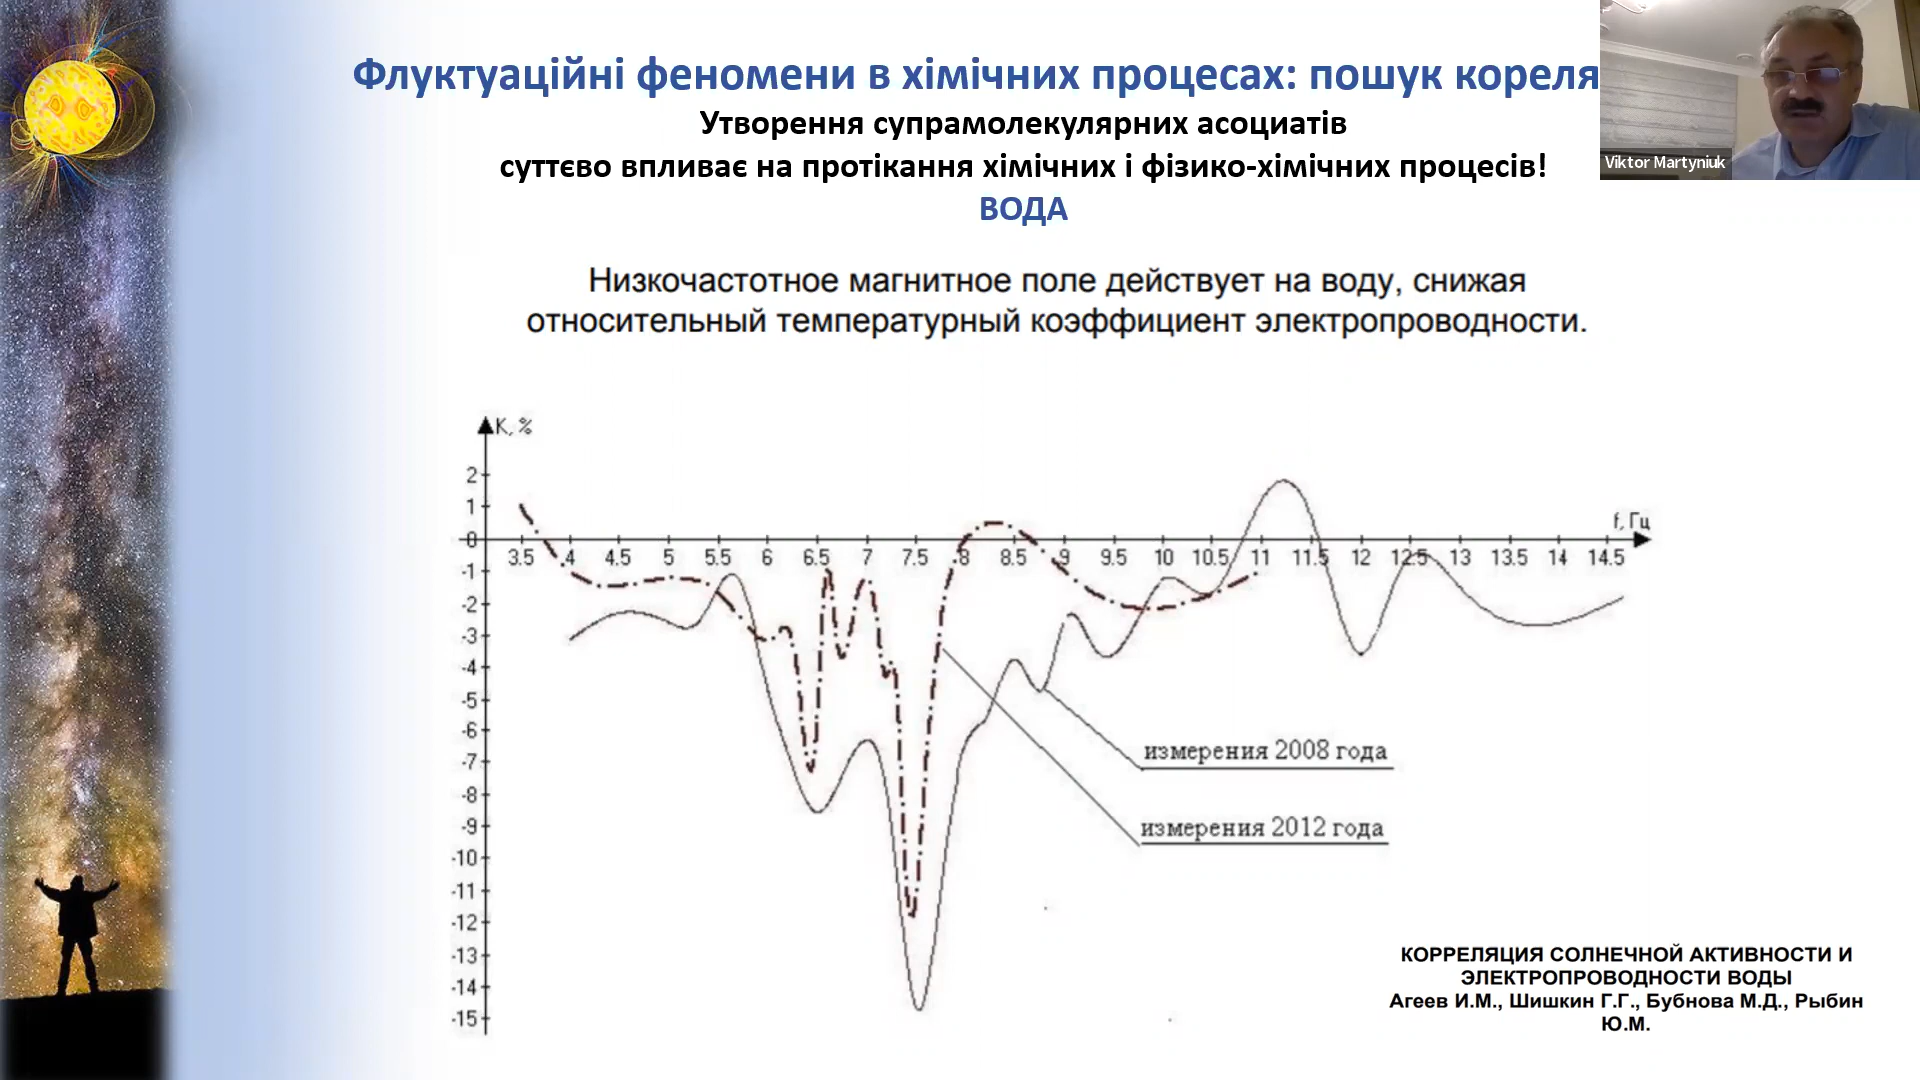 Флуктуаційні феномени в хімічних процесах: пошук кореля
Утворення супрамолекулярних асоціатів
суттєво впливає на протікання хімічних і фізико-хімічних процесів!
ВОДА
Viktor Martyniuk
Низкочастотное магнитное поле действует на воду, снижая
относительный температурный коэффициент электропроводности.
K, %
2
1
0
-1
-2
-3
-4
-5
-6
-7
-8
-9
-10
-11
-12
-13
-14
-15
f, Гц
3.5 4 4.5 5 5.5 6 6.5 7 7.5 8 8.5 9 9.5 10 10.5 11 11.5 12 12.5 13 13.5 14 14.5
измерения 2008 года
измерения 2012 года
КОРРЕЛЯЦИЯ СОЛНЕЧНОЙ АКТИВНОСТИ И
ЭЛЕКТРОПРОВОДНОСТИ ВОДЫ
Агеев И.М., Шишкин Г.Г., Бубнова М.Д., Рыбин
Ю.М.